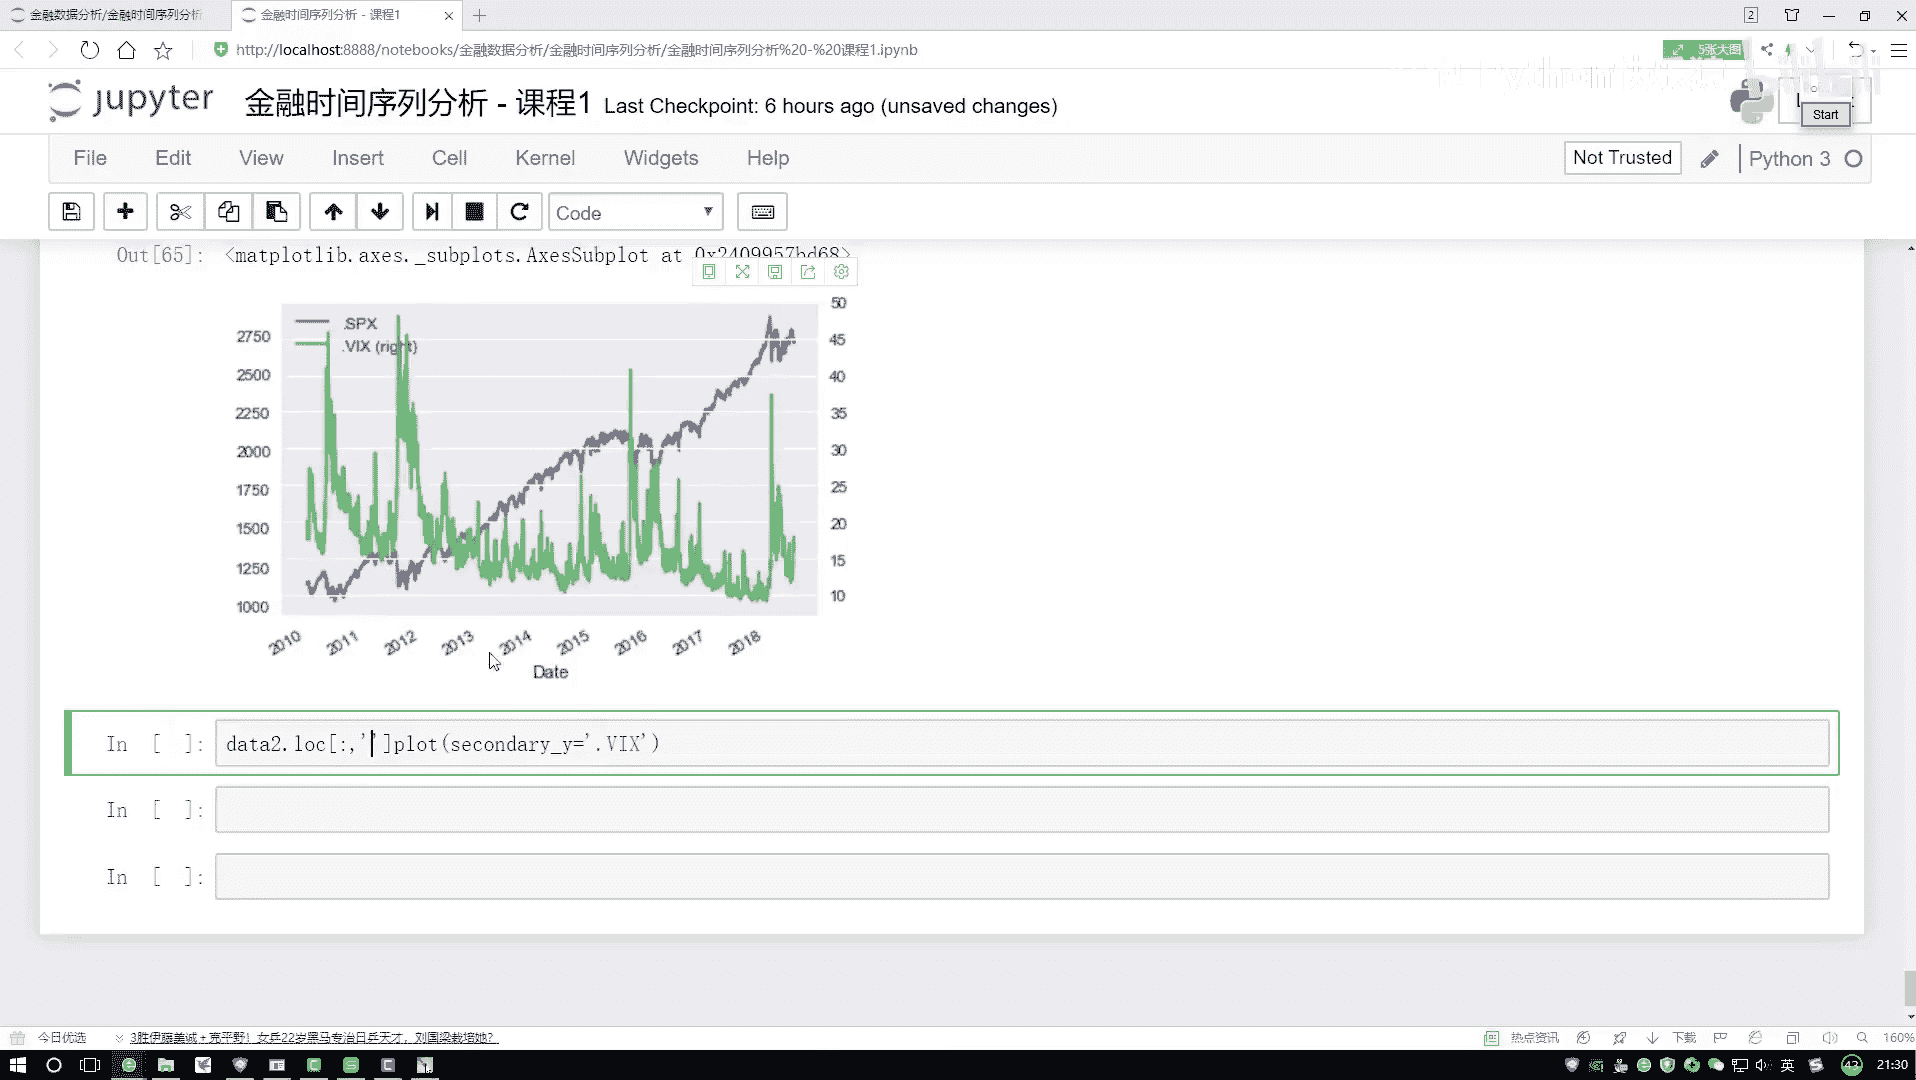 金融数据分析/金融时间序列分析
金融时间序列分析 - 课程1
2
http://localhost:8888/notebooks/金融数据分析/金融时间序列分析/金融时间序列分析%20-%20课程1.ipynb
5张大图
jupyter
金融时间序列分析 - 课程1
Last Checkpoint: 6 hours ago (unsaved changes)
Start
File Edit View Insert Cell Kernel Widgets Help
Not Trusted
Python 3
Code
Out[65]: <matplotlib.axes._subplots.AxesSubplot at 0x2409957bd68>
.SPX
.VIX (right)
2750
2500
2250
2000
1750
1500
1250
1000
50
45
40
35
30
25
20
15
10
2010 2011 2012 2013 2014 2015 2016 2017 2018
Date
In [ ]: data2.loc[:,'']plot(secondary_y='.VIX')
In [ ]:
In [ ]:
今日优选
3胜伊藤美诚+克平野!女乒22岁黑马专治日乒天才,刘国梁栽培她?
热点资讯
下载
160%
英
43
21:30